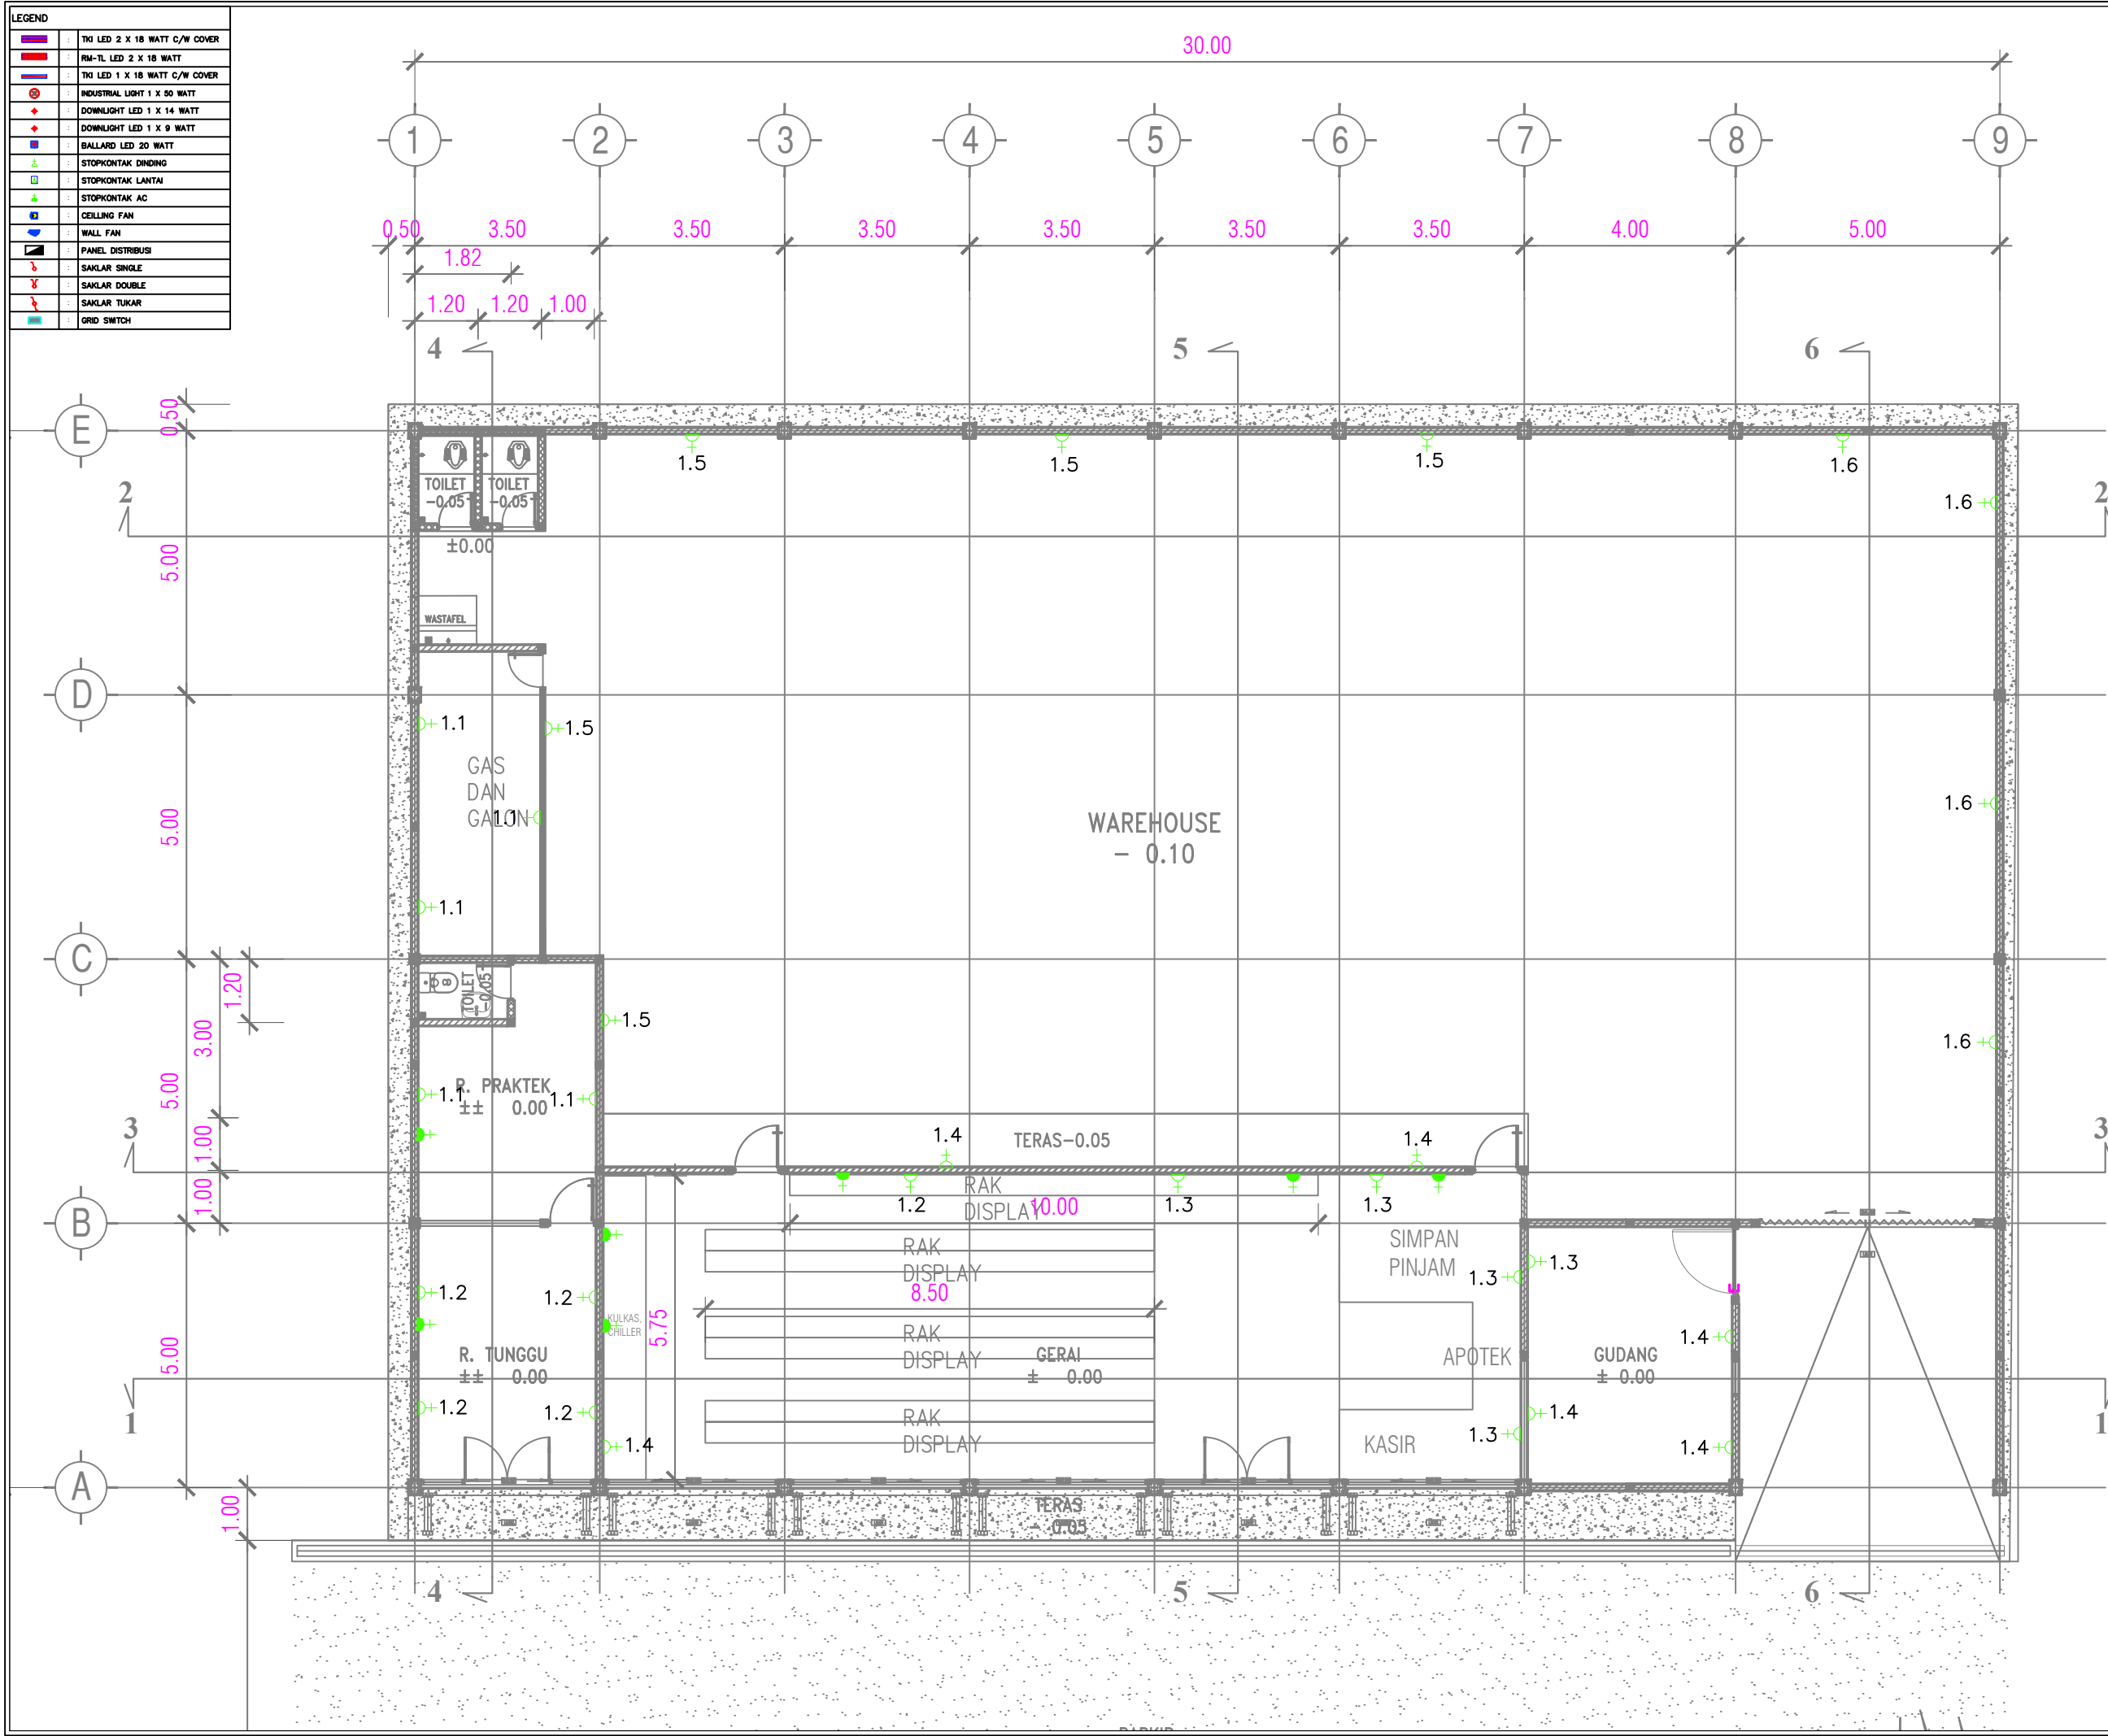 LEGEND
: TKI LED 2 X 18 WATT C/W COVER
: RM-TL LED 2 X 18 WATT
: TKI LED 1 X 18 WATT C/W COVER
: INDUSTRIAL LIGHT 1 X 50 WATT
: DOWNLIGHT LED 1 X 14 WATT
: DOWNLIGHT LED 1 X 9 WATT
: BALLARD LED 20 WATT
: STOPKONTAK DINDING
: STOPKONTAK LANTAI
: STOPKONTAK AC
: CEILLING FAN
: WALL FAN
: PANEL DISTRIBUSI
: SAKLAR SINGLE
: SAKLAR DOUBLE
: SAKLAR TUKAR
: GRID SWITCH
30.00
1 2 3 4 5 6 7 8 9
0.50 3.50 3.50 3.50 3.50 3.50 3.50 4.00 5.00
1.82
1.20 1.20 1.00
4 5 6
0.50
E
1.5 1.5 1.5 1.6
TOILET TOILET
-0.05 -0.05
2 1.6 2
±0.00
5.00
WASTAFEL
D
1.1 1.5
GAS
DAN
GALON
1.1
5.00
WAREHOUSE
- 0.10
1.6
1.1
C
1.20
TOILET
-0.05
1.5
3.00
1.6
5.00
R. PRAKTEK
±± 0.00
1.1 1.1
3 3
1.00
1.4 TERAS-0.05 1.4
1.00
RAK
DISPLAY
1.2 10.00 1.3 1.3
B
RAK
DISPLAY
SIMPAN
PINJAM
1.3 1.3
1.2 1.2
8.50
KULKAS,
CHILLER
5.75
RAK
DISPLAY
1.4
5.00
R. TUNGGU
±± 0.00
GERAI
± 0.00
APOTEK
GUDANG
± 0.00
1 1
1.2 1.2
RAK
DISPLAY
1.4
1.4
KASIR
1.3
1.4
A
1.00
TERAS
0.05
4 5 6